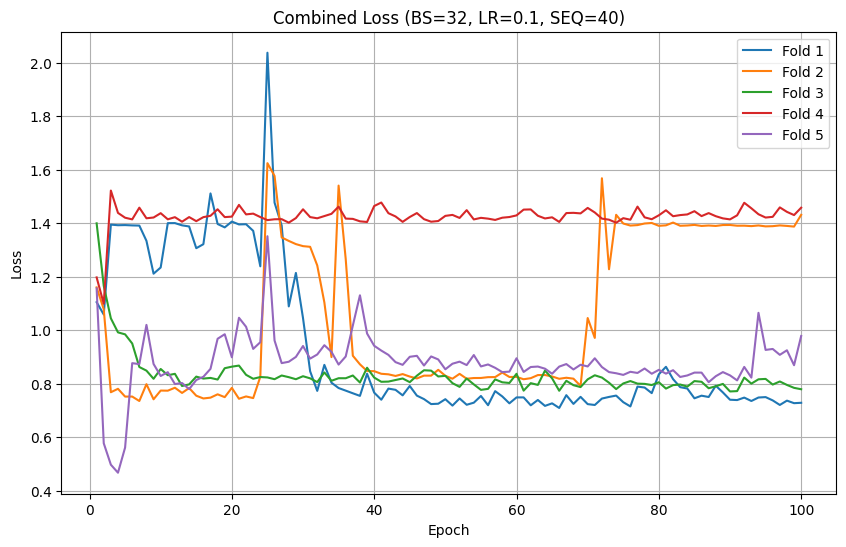 Combined Loss (BS=32, LR=0.1, SEQ=40)
Fold 1
Fold 2
Fold 3
Fold 4
Fold 5
Loss
2.0
1.8
1.6
1.4
1.2
1.0
0.8
0.6
0.4
0 20 40 60 80 100
Epoch